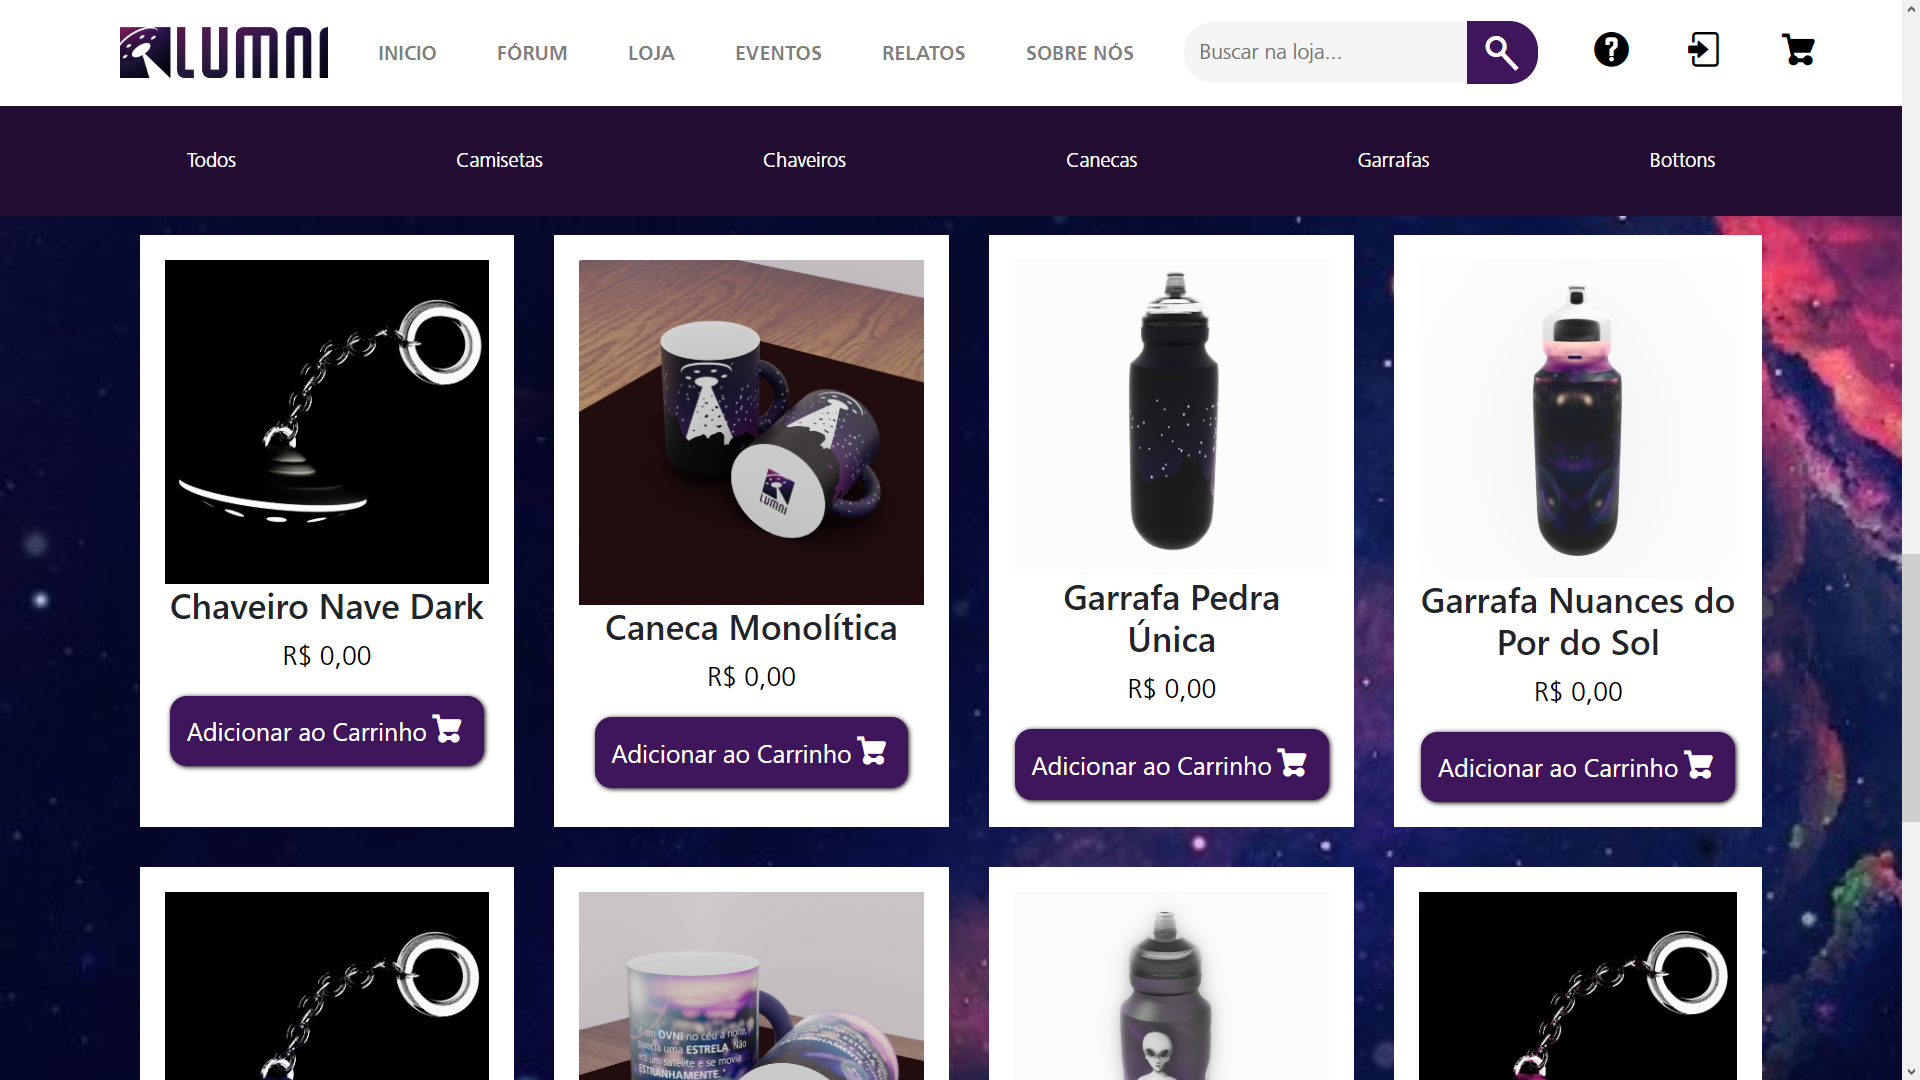 LUMNI
INICIO
FÓRUM
LOJA
EVENTOS
RELATOS
SOBRE NÓS
Buscar na loja...
Todos
Camisetas
Chaveiros
Canecas
Garrafas
Bottons
LUMNI
Chaveiro Nave Dark
R$ 0,00
Adicionar ao Carrinho
Caneca Monolítica
R$ 0,00
Adicionar ao Carrinho
Garrafa Pedra
Única
R$ 0,00
Adicionar ao Carrinho
Garrafa Nuances do
Por do Sol
R$ 0,00
Adicionar ao Carrinho
em OVNI no céu à noite,
parecia uma ESTRELA. Não
era um satélite e se movia
ESTRANHAMENTE."